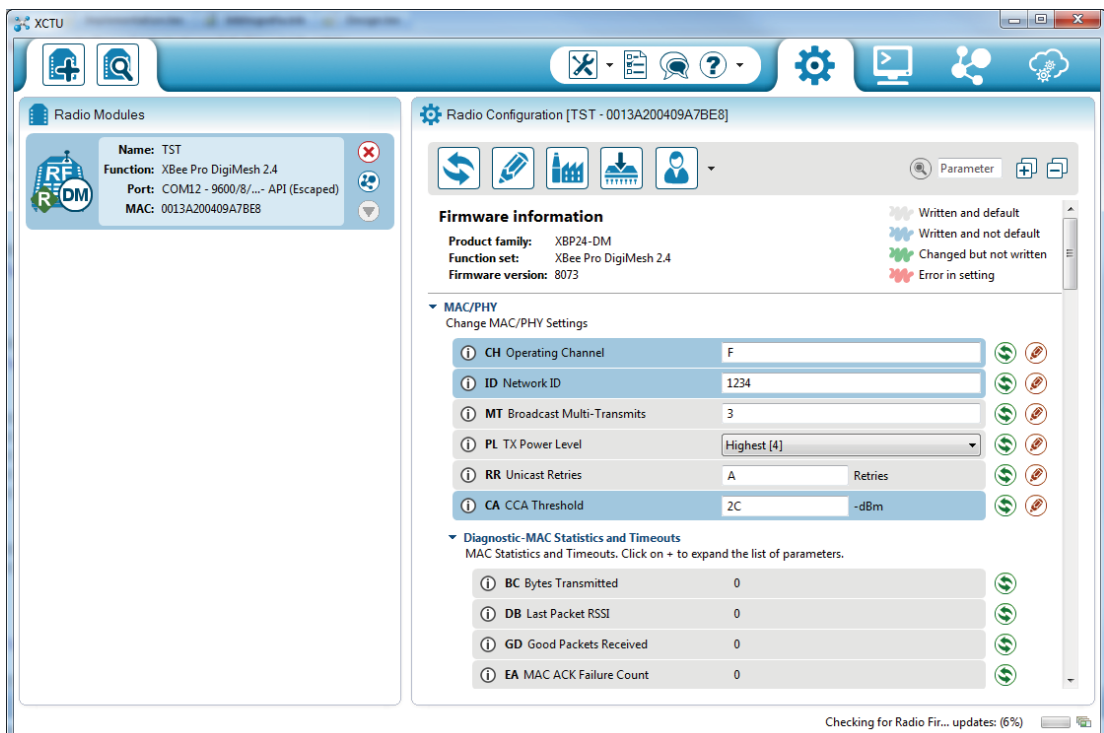 XCTU
Radio Modules
Name: TST
Function: XBee Pro DigiMesh 2.4
Port: COM12 - 9600/8/...- API (Escaped)
MAC: 0013A200409A7BE8
RF
R DM
Radio Configuration [TST - 0013A200409A7BE8]
Parameter
Firmware information
Product family: XBP24-DM
Function set: XBee Pro DigiMesh 2.4
Firmware version: 8073
Written and default
Written and not default
Changed but not written
Error in setting
MAC/PHY
Change MAC/PHY Settings
CH Operating Channel F
ID Network ID 1234
MT Broadcast Multi-Transmits 3
PL TX Power Level Highest [4]
RR Unicast Retries A Retries
CA CCA Threshold 2C -dBm
Diagnostic-MAC Statistics and Timeouts
MAC Statistics and Timeouts. Click on + to expand the list of parameters.
BC Bytes Transmitted 0
DB Last Packet RSSI 0
GD Good Packets Received 0
EA MAC ACK Failure Count 0
Checking for Radio Fir... updates: (6%)